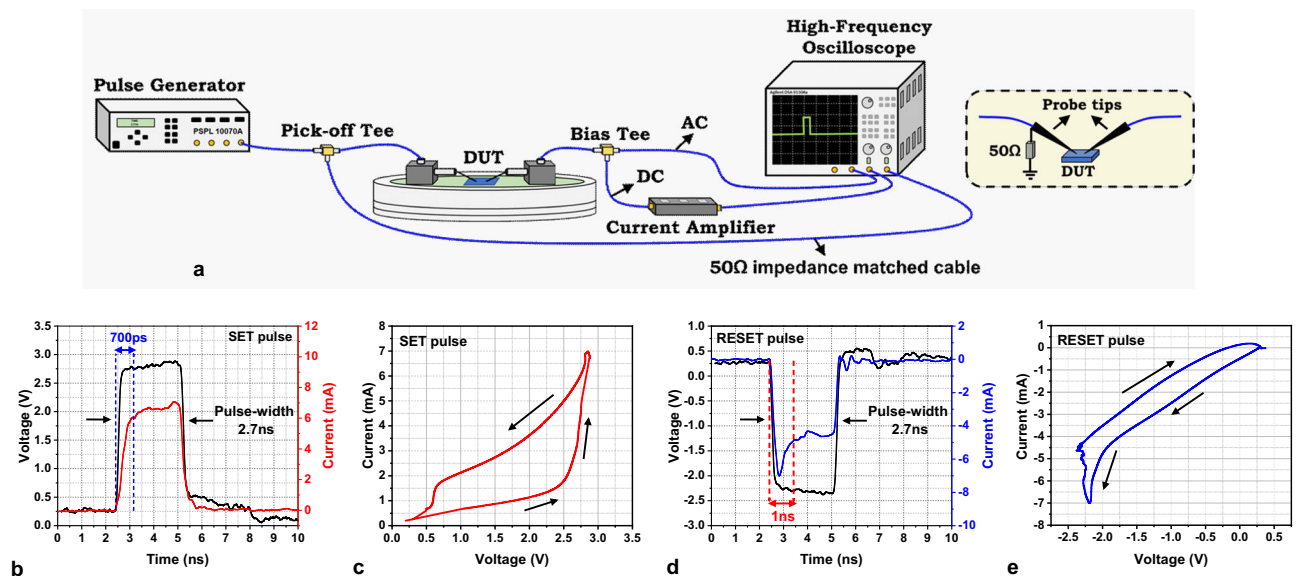 High-Frequency
Oscilloscope
Pulse Generator
PSPL 10070A
Pick-off Tee
DUT
Bias Tee
AC
DC
Current Amplifier
50Ω impedance matched cable
Probe tips
50Ω
DUT
a
700ps
SET pulse
Pulse-width
2.7ns
Voltage (V)
3.5
3.0
2.5
2.0
1.5
1.0
0.5
0.0
Current (mA)
12
10
8
6
4
2
0
0 1 2 3 4 5 6 7 8 9 10
Time (ns)
b
SET pulse
Current (mA)
8
7
6
5
4
3
2
1
0
0.0 0.5 1.0 1.5 2.0 2.5 3.0 3.5
Voltage (V)
c
RESET pulse
Pulse-width
2.7ns
1ns
Voltage (V)
1.0
0.5
0.0
-0.5
-1.0
-1.5
-2.0
-2.5
-3.0
Current (mA)
2
0
-2
-4
-6
-8
-10
0 1 2 3 4 5 6 7 8 9 10
Time (ns)
d
RESET pulse
Current (mA)
1
0
-1
-2
-3
-4
-5
-6
-7
-8
-2.5 -2.0 -1.5 -1.0 -0.5 0.0 0.5
Voltage (V)
e